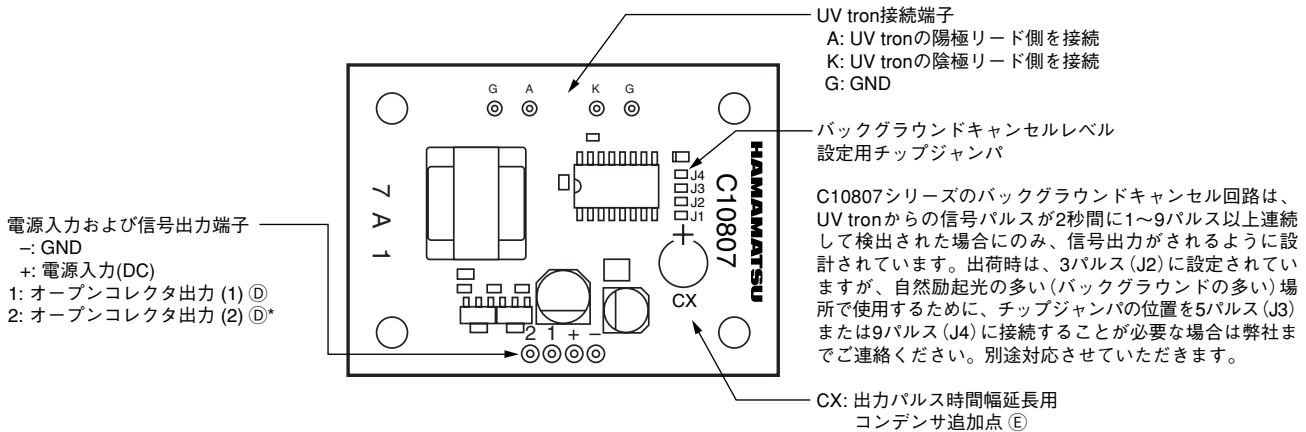 UV tron接続端子
A: UV tronの陽極リード側を接続
K: UV tronの陰極リード側を接続
G: GND
G A K G
バックグラウンドキャンセルレベル
設定用チップジャンパ
J4
J3
J2
J1
HAMAMATSU
C10807
7A1
C10807シリーズのバックグラウンドキャンセル回路は、
UV tronからの信号パルスが2秒間に1〜9パルス以上連続
して検出された場合にのみ、信号出力がされるように設
計されています。出荷時は、3パルス(J2)に設定されてい
ますが、自然励起光の多い(バックグラウンドの多い)場
所で使用するために、チップジャンパの位置を5パルス(J3)
または9パルス(J4)に接続することが必要な場合は弊社ま
でご連絡ください。別途対応させていただきます。
電源入力および信号出力端子
–: GND
+: 電源入力(DC)
1: オープンコレクタ出力 (1) Ⓓ
2: オープンコレクタ出力 (2) Ⓓ*
+
CX
2 1 + −
CX: 出力パルス時間幅延長用
コンデンサ追加点 Ⓔ